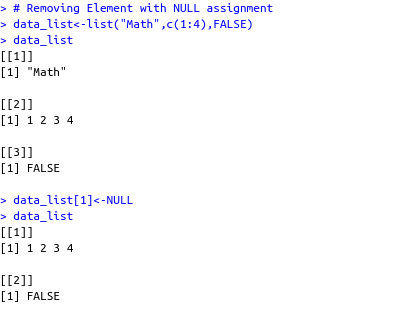 > # Removing Element with NULL assignment
> data_list<-list("Math",c(1:4),FALSE)
> data_list
[[1]]
[1] "Math"
[[2]]
[1] 1 2 3 4
[[3]]
[1] FALSE
> data_list[1]<-NULL
> data_list
[[1]]
[1] 1 2 3 4
[[2]]
[1] FALSE